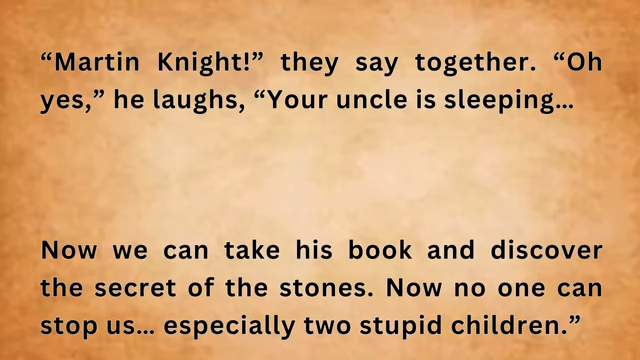 “Martin Knight!” they say together. “Oh
yes,” he laughs, “Your uncle is sleeping...
Now we can take his book and discover
the secret of the stones. Now no one can
stop us... especially two stupid children.”